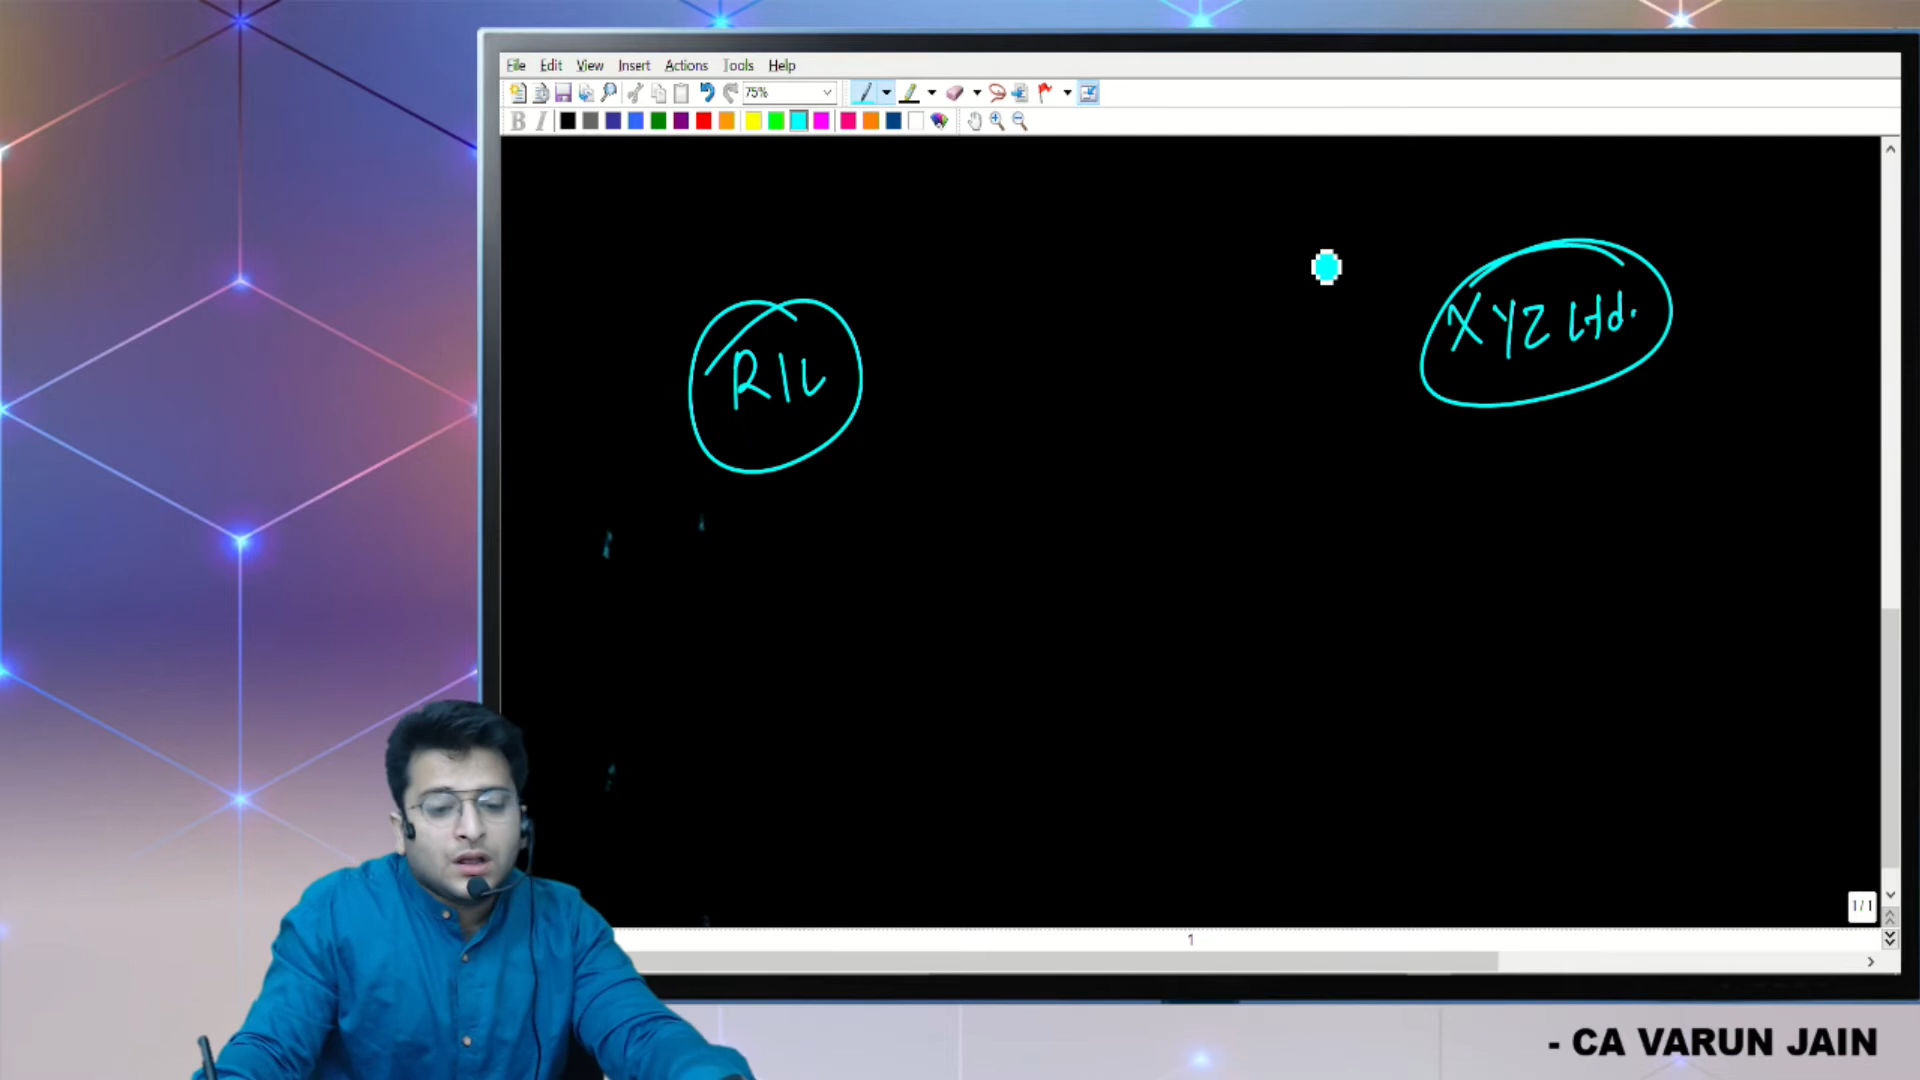 File Edit View Insert Actions Tools Help
75%
B I
XYZ Ltd.
RIL
1/1
1
- CA VARUN JAIN